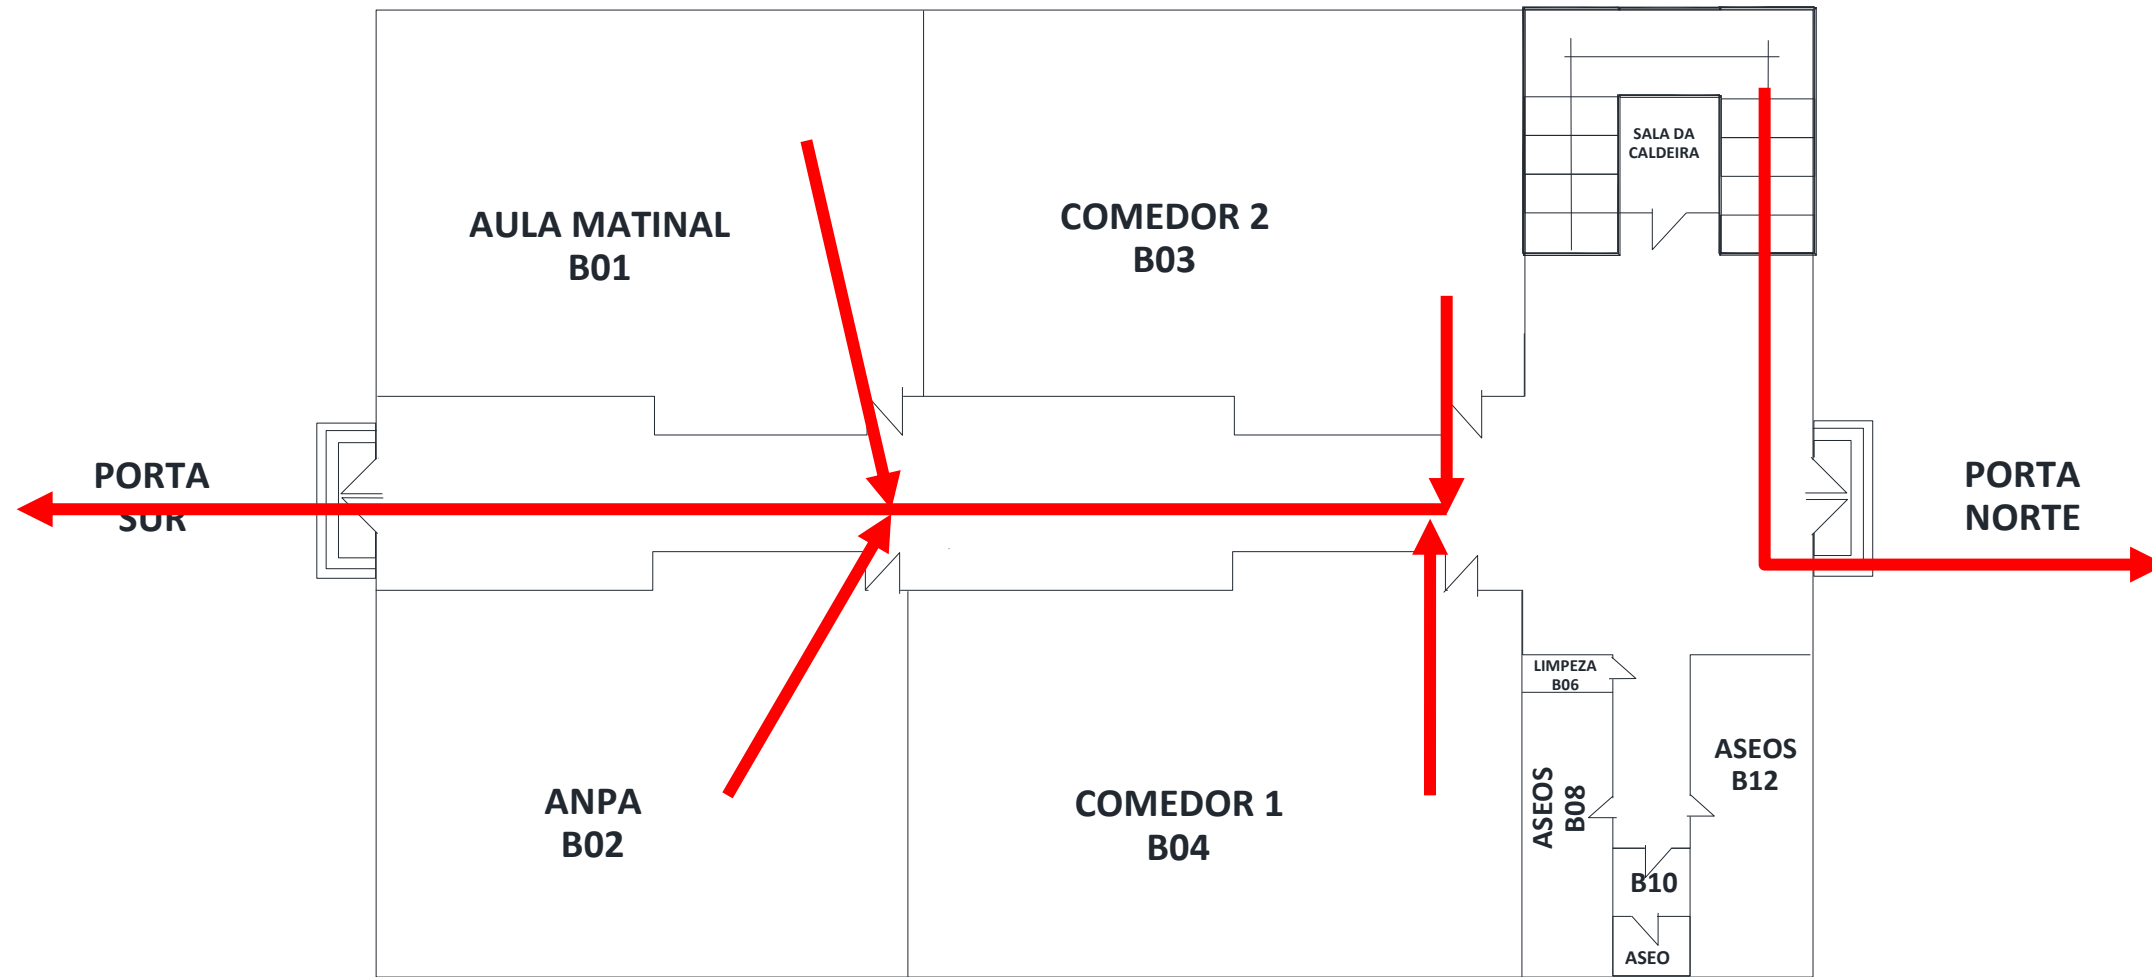 SALA DA
CALDEIRA
AULA MATINAL
B01
COMEDOR 2
B03
PORTA
SUR
PORTA
NORTE
LIMPEZA
B06
ASEOS
B08
ASEOS
B12
ANPA
B02
COMEDOR 1
B04
B10
ASEO